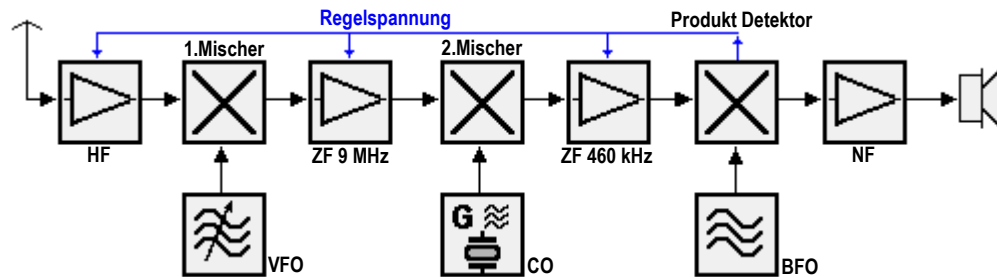 Regelspannung
Produkt Detektor
1.Mischer
2.Mischer
HF
ZF 9 MHz
ZF 460 kHz
NF
G
VFO
CO
BFO